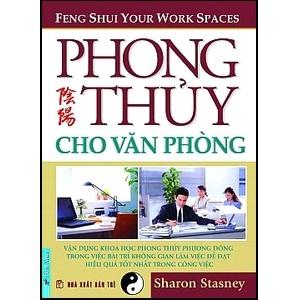 FENG SHUI YOUR WORK SPACES
PHONG
陰陽
THỦY
CHO VĂN PHÒNG
VẬN DỤNG KHOA HỌC PHONG THỦY PHƯƠNG ĐÔNG
TRONG VIỆC BÀI TRÍ KHÔNG GIAN LÀM VIỆC ĐỂ ĐẠT
HIỆU QUẢ TỐT NHẤT TRONG CÔNG VIỆC
NHÀ XUẤT BẢN TRẺ
Sharon Stasney